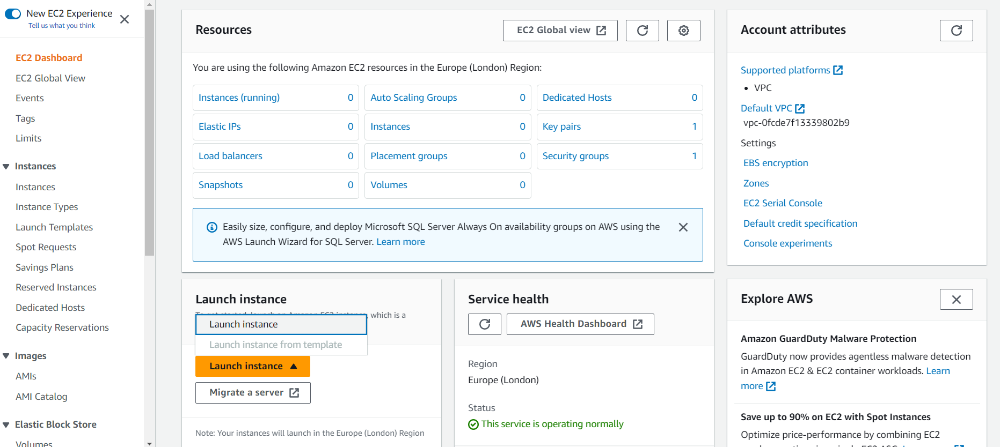 New EC2 Experience
Tell us what you think
EC2 Dashboard
EC2 Global View
Events
Tags
Limits
Instances
Instances
Instance Types
Launch Templates
Spot Requests
Savings Plans
Reserved Instances
Dedicated Hosts
Capacity Reservations
Images
AMIs
AMI Catalog
Elastic Block Store
Volumes
Resources
EC2 Global view
You are using the following Amazon EC2 resources in the Europe (London) Region:
Instances (running) 0
Auto Scaling Groups 0
Dedicated Hosts 0
Elastic IPs 0
Instances 0
Key pairs 1
Load balancers 0
Placement groups 0
Security groups 1
Snapshots 0
Volumes 0
Easily size, configure, and deploy Microsoft SQL Server Always On availability groups on AWS using the
AWS Launch Wizard for SQL Server. Learn more
Launch instance
To get started, launch an Amazon EC2 instance, which is a
Launch instance
Launch instance from template
Launch instance
Migrate a server
Note: Your instances will launch in the Europe (London) Region
Service health
AWS Health Dashboard
Region
Europe (London)
Status
This service is operating normally
Account attributes
Supported platforms
• VPC
Default VPC
vpc-0fcde7f13339802b9
Settings
EBS encryption
Zones
EC2 Serial Console
Default credit specification
Console experiments
Explore AWS
Amazon GuardDuty Malware Protection
GuardDuty now provides agentless malware detection
in Amazon EC2 & EC2 container workloads. Learn
more
Save up to 90% on EC2 with Spot Instances
Optimize price-performance by combining EC2